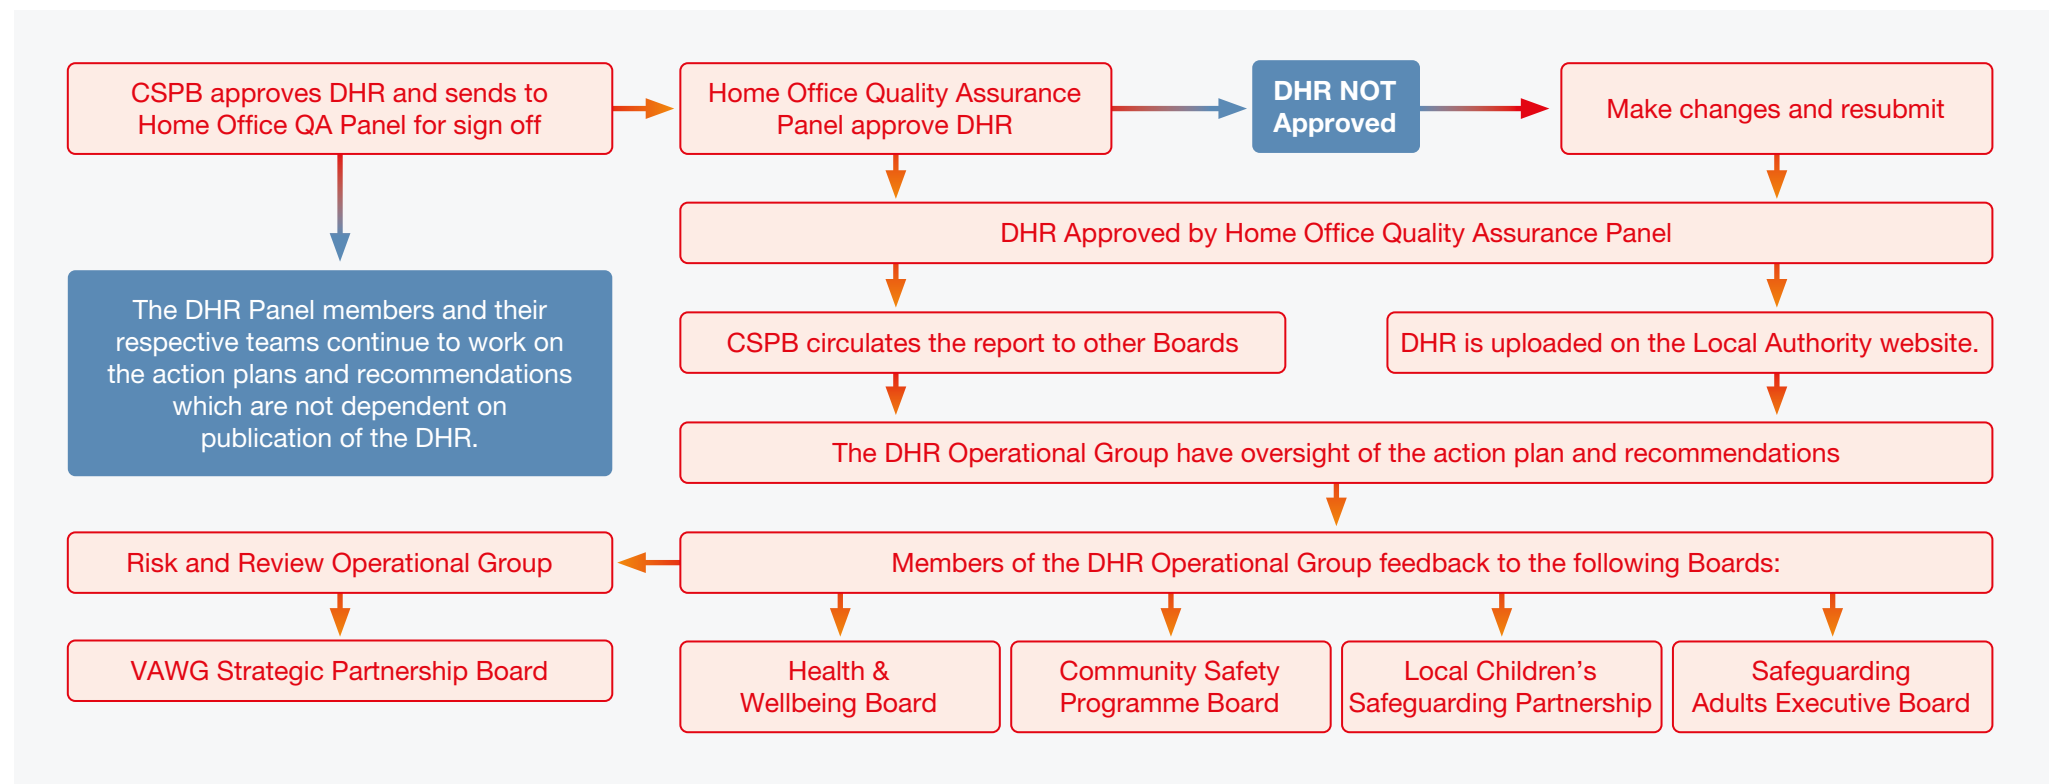 CSPB approves DHR and sends to
Home Office QA Panel for sign off
Home Office Quality Assurance
Panel approve DHR
DHR NOT
Approved
Make changes and resubmit
DHR Approved by Home Office Quality Assurance Panel
The DHR Panel members and their
respective teams continue to work on
the action plans and recommendations
which are not dependent on
publication of the DHR.
CSPB circulates the report to other Boards
DHR is uploaded on the Local Authority website.
The DHR Operational Group have oversight of the action plan and recommendations
Risk and Review Operational Group
Members of the DHR Operational Group feedback to the following Boards:
VAWG Strategic Partnership Board
Health &
Wellbeing Board
Community Safety
Programme Board
Local Children’s
Safeguarding Partnership
Safeguarding
Adults Executive Board